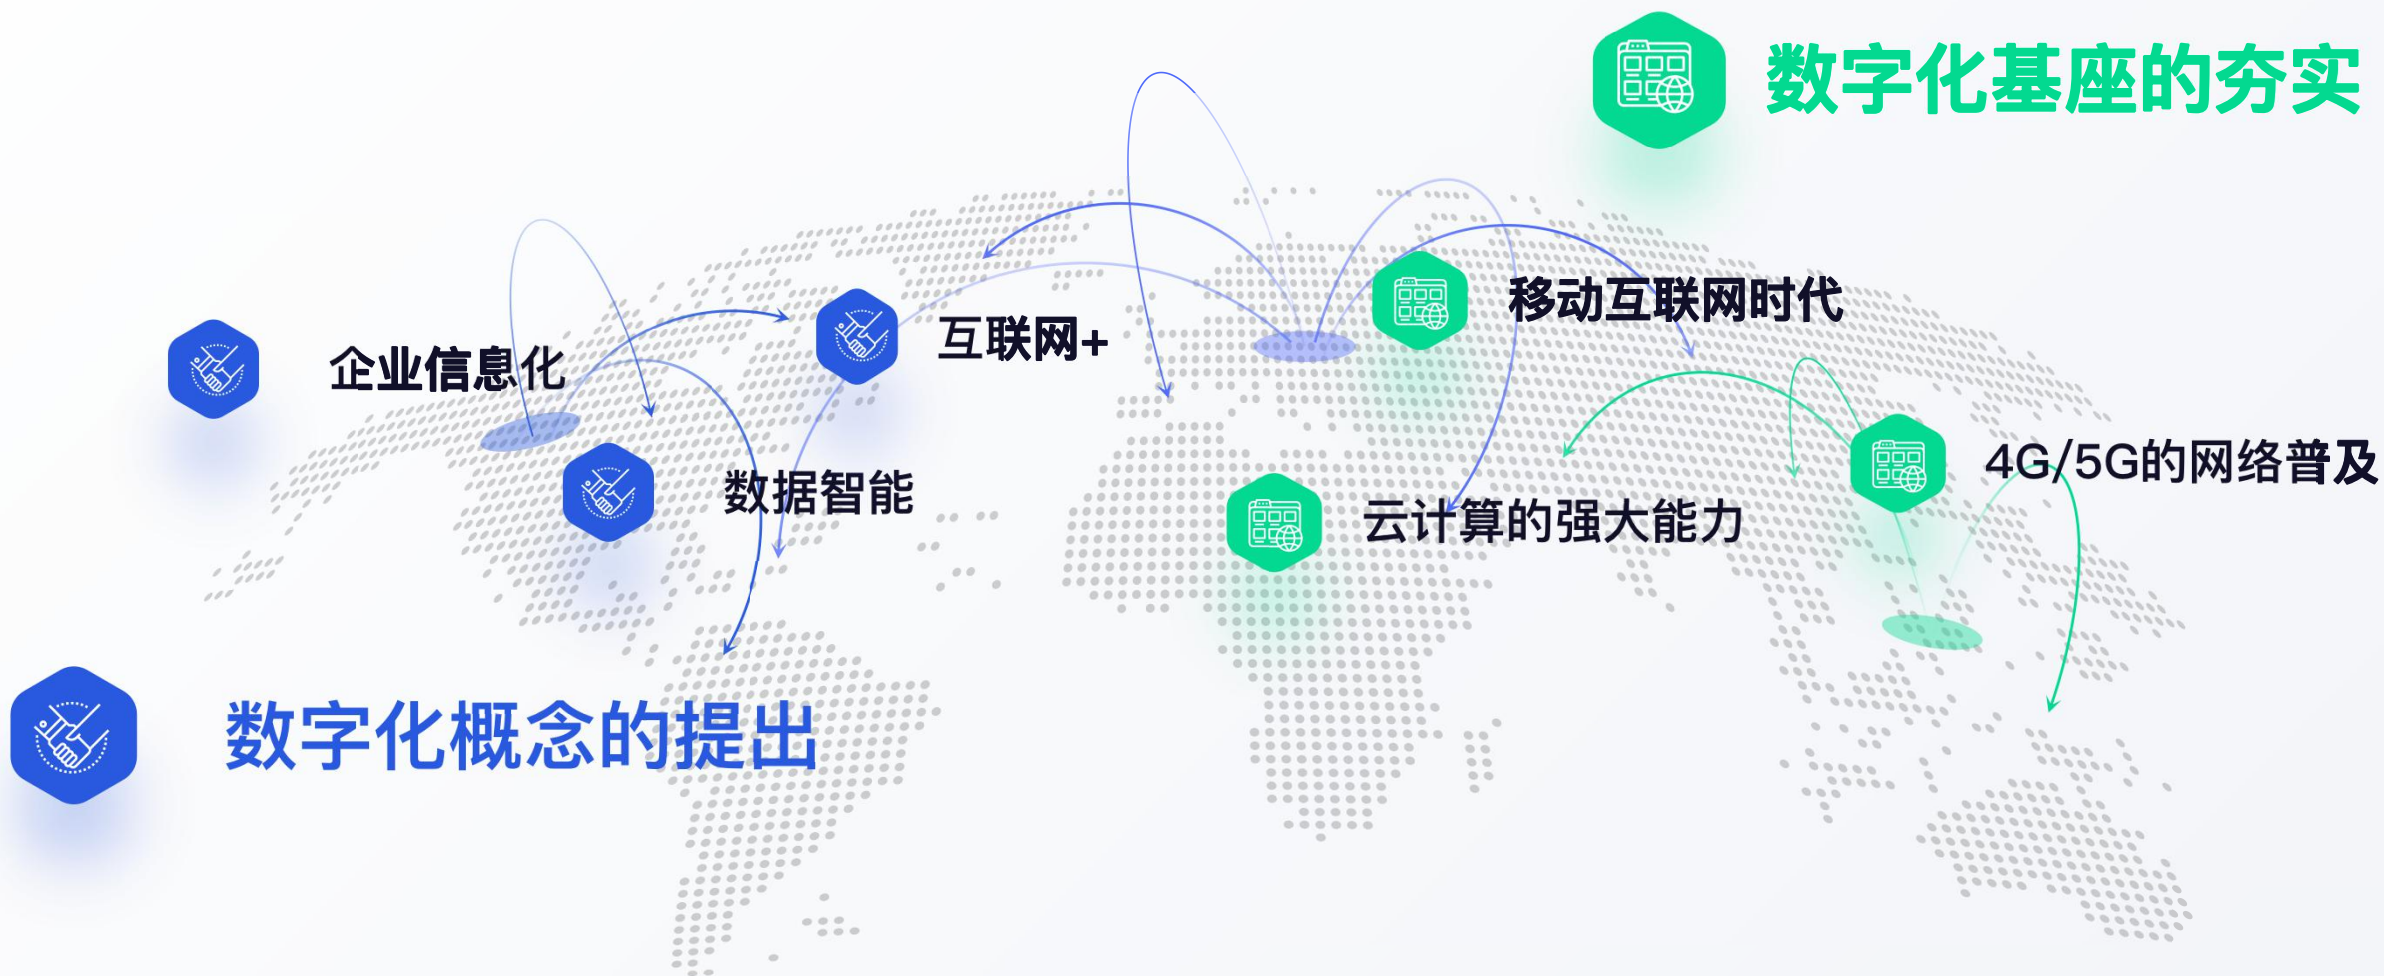 数字化基座的夯实
移动互联网时代
互联网+
企业信息化
4G/5G的网络普及
数据智能
云计算的强大能力
数字化概念的提出